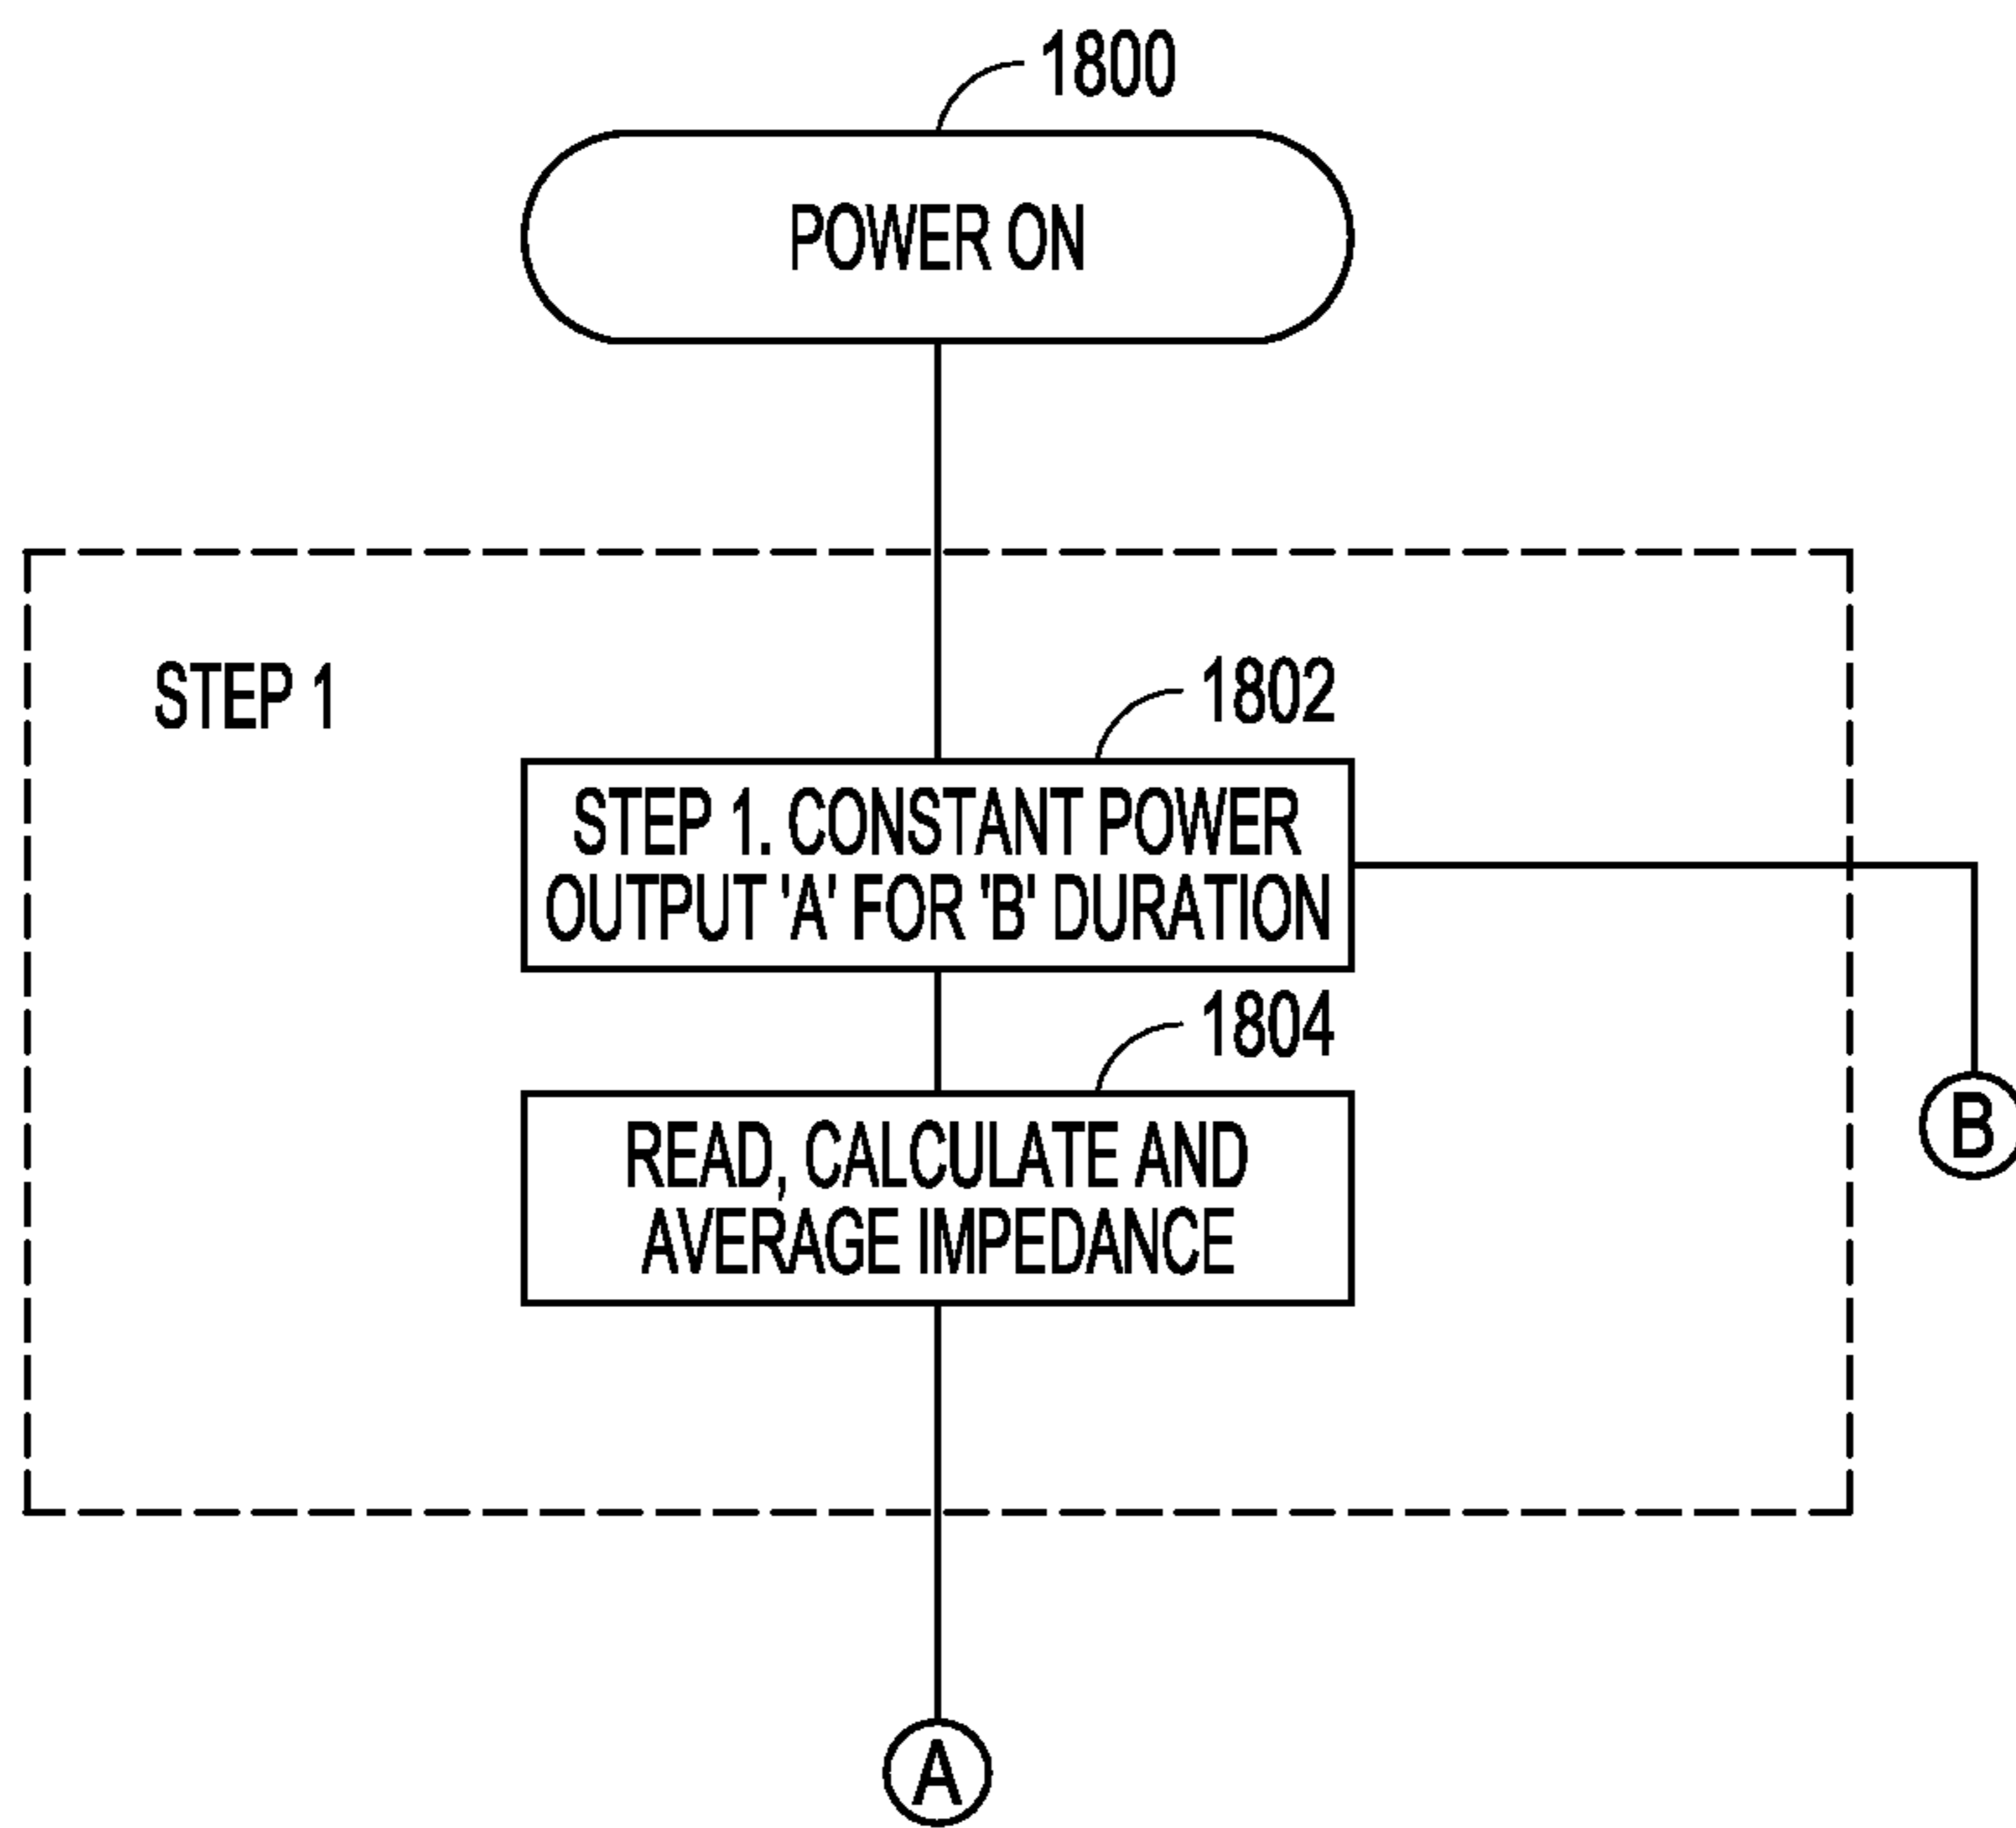 1800
POWER ON
STEP 1
1802
STEP 1. CONSTANT POWER
OUTPUT 'A' FOR 'B' DURATION
1804
READ, CALCULATE AND
AVERAGE IMPEDANCE
B
A